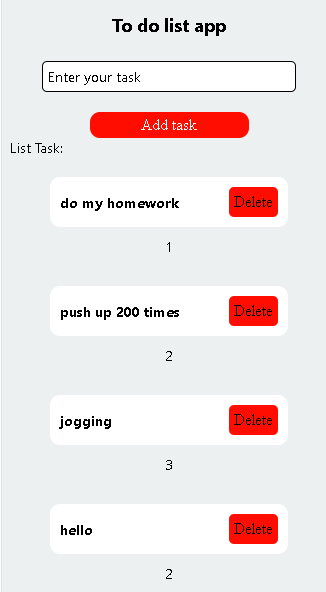 To do list app
Enter your task
Add task
List Task:
do my homework
Delete
1
push up 200 times
Delete
2
jogging
Delete
3
hello
Delete
2